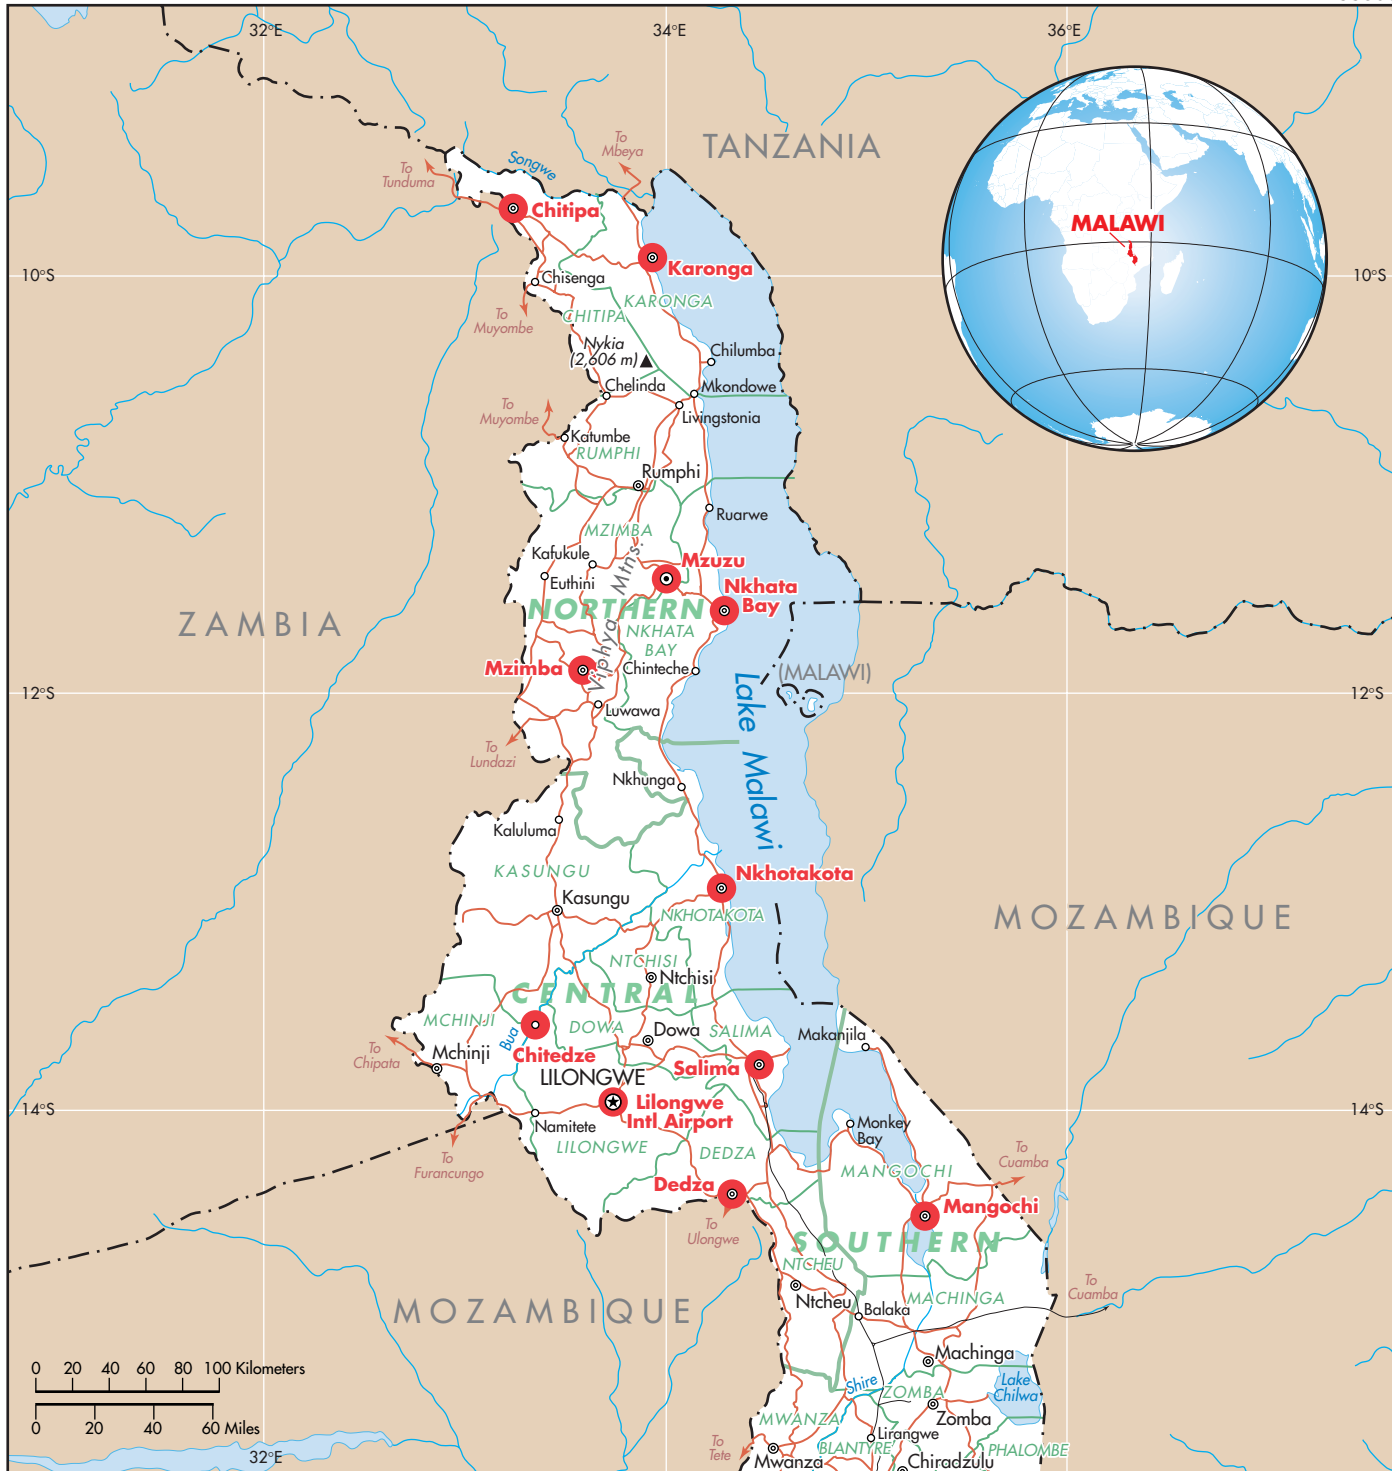 32°E
34°E
36°E
TANZANIA
To
Mbeya
To
Tunduma
Songwe
Chitipa
Karonga
MALAWI
10°S
10°S
Chisenga
KARONGA
CHITIPA
To
Muyombe
Nykia
(2,606 m)
Chilumba
Chelinda
Mkondowe
To
Muyombe
Livingstonia
Katumbe
RUMPHI
Rumphi
Ruarwe
MZIMBA
Kafukule
Euthini
Viphya Mtns.
Mzuzu
Nkhata
Bay
NORTHERN
NKHATA
BAY
ZAMBIA
Mzimba
Chinteche
(MALAWI)
12°S
12°S
Luwawa
Lake Malawi
To
Lundazi
Nkhunga
Kaluluma
KASUNGU
Nkhotakota
Kasungu
NKHOTAKOTA
MOZAMBIQUE
NTCHISI
Ntchisi
CENTRAL
MCHINJI
Bua
DOWA
Dowa
SALIMA
Makanjila
To
Chipata
Mchinji
Chitedze
Salima
LILONGWE
Lilongwe
Intl Airport
14°S
14°S
Namitete
Monkey
Bay
LILONGWE
DEDZA
To
Furancungo
MANGOCHI
To
Cuamba
Dedza
Mangochi
To
Ulongwe
SOUTHERN
NTCHEU
Ntcheu
MACHINGA
To
Cuamba
MOZAMBIQUE
Balaka
Machinga
0 20 40 60 80 100 Kilometers
0 20 40 60 Miles
Shire
ZOMBA
Lake
Chilwa
Zomba
MWANZA
Lirangwe
BLANTYRE
PHALOMBE
To
Tete
Mwanza
Chiradzulu
32°E